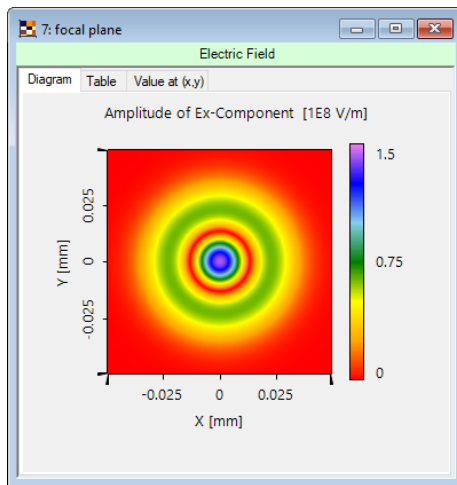 7: focal plane
Electric Field
Diagram Table Value at (x,y)
Amplitude of Ex-Component [1E8 V/m]
1.5
0.025
0
0.75
-0.025
Y [mm]
0
-0.025 0 0.025
X [mm]